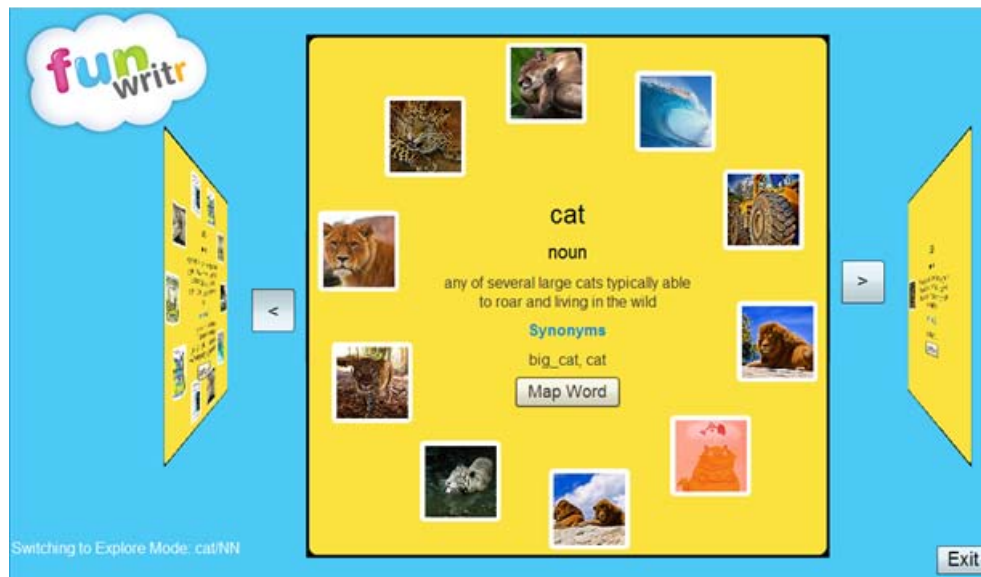 fun
writr
cat
noun
any of several large cats typically able
to roar and living in the wild
Synonyms
big_cat, cat
Map Word
<
>
Switching to Explore Mode: cat/NN
Exit